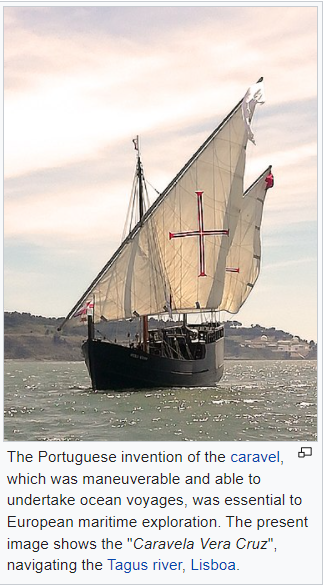 The Portuguese invention of the caravel,
which was maneuverable and able to
undertake ocean voyages, was essential to
European maritime exploration. The present
image shows the "Caravela Vera Cruz",
navigating the Tagus river, Lisboa.